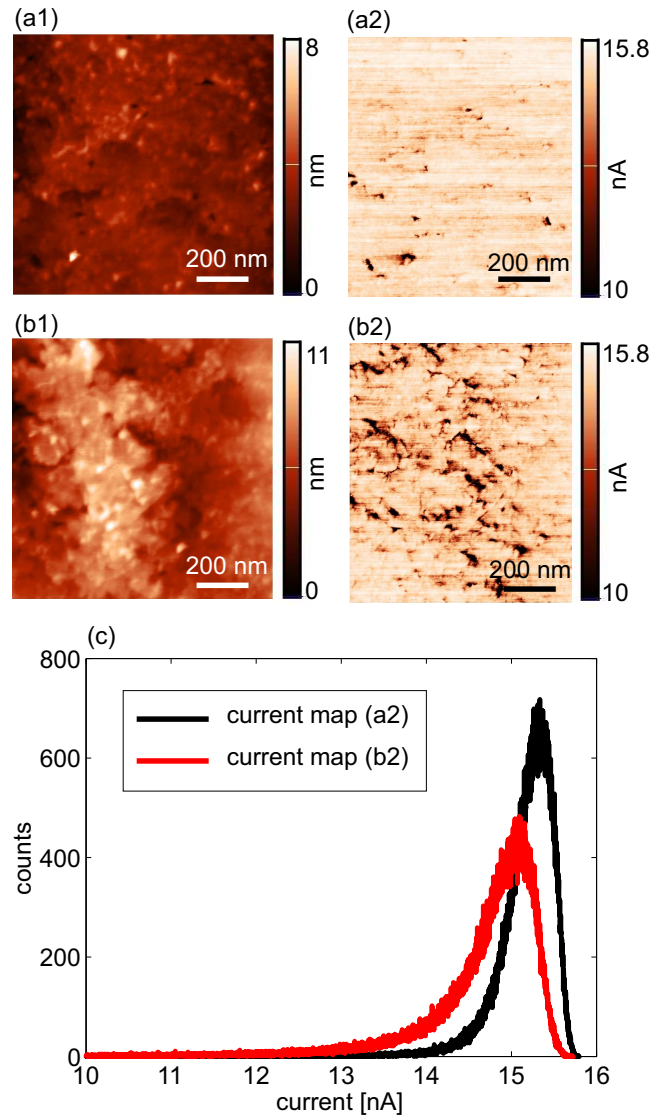 (a1)
8
nm
0
200 nm
(a2)
15.8
nA
10
200 nm
(b1)
11
nm
0
200 nm
(b2)
15.8
nA
10
200 nm
(c)
800
600
400
200
0
counts
current map (a2)
current map (b2)
10 11 12 13 14 15 16
current [nA]